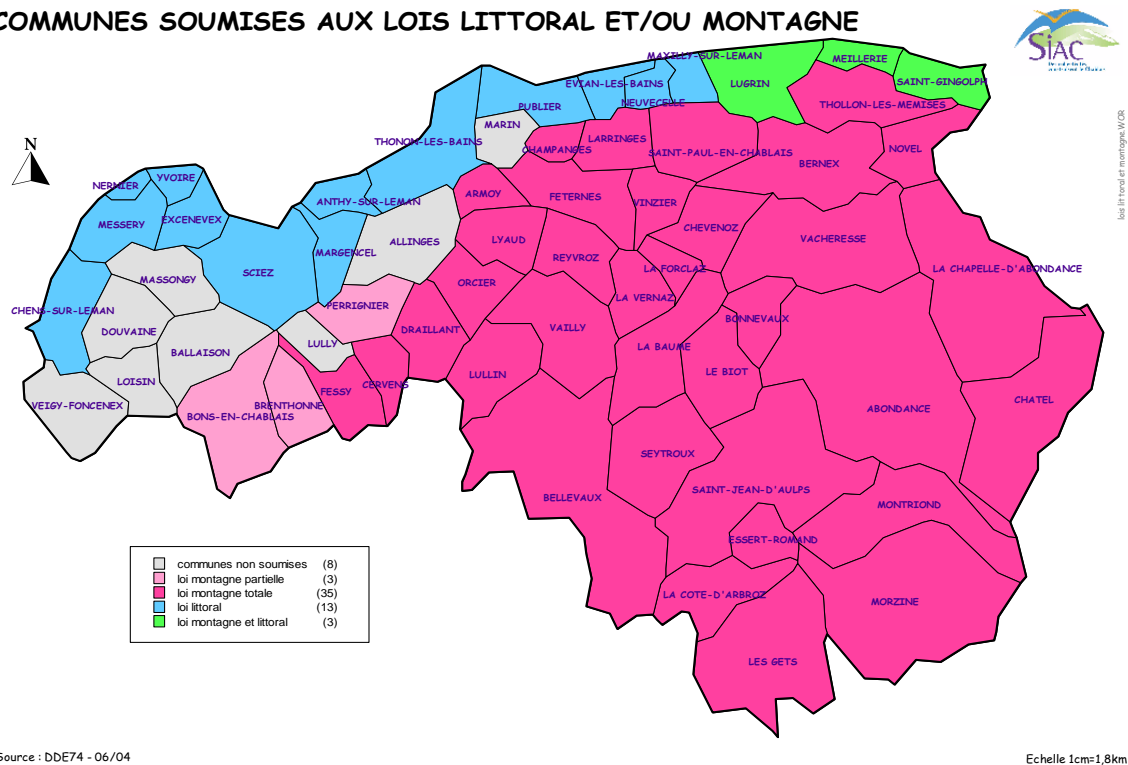 COMMUNES SOUMISES AUX LOIS LITTORAL ET/OU MONTAGNE
SIAC
lois littoral et montagne.WOR
N
MAXILLY-SUR-LEMAN
MEILLERIE
EVIAN-LES-BAINS
LUGRIN
SAINT-GINGOLPH
NEUVECELLE
PUBLIER
THOLLON-LES-MEMISES
MARIN
THONON-LES-BAINS
LARRINGES
CHAMPANGES
SAINT-PAUL-EN-CHABLAIS
NOVEL
BERNEX
YVOIRE
NERNIER
ARMOY
FETERNES
ANTHY-SUR-LEMAN
VINZIER
EXCENEVEX
MESSERY
CHEVENOZ
ALLINGES
LYAUD
VACHERESSE
MARGENCEL
REYVROZ
LA FORCLAZ
LA CHAPELLE-D'ABONDANCE
SCIEZ
MASSONGY
ORCIER
LA VERNAZ
PERRIGNIER
CHENS-SUR-LEMAN
BONNEVAUX
DOUVAINE
DRAILLANT
VAILLY
LULLY
LA BAUME
BALLAISON
LE BIOT
LULLIN
LOISIN
CERVENS
FESSY
CHATEL
VEIGY-FONCENEX
BRENTHONNE
ABONDANCE
BONS-EN-CHABLAIS
SEYTROUX
SAINT-JEAN-D'AULPS
BELLEVAUX
MONTRIOND
ESSERT-ROMAND
LA COTE-D'ARBROZ
MORZINE
LES GETS
communes non soumises (8)
loi montagne partielle (3)
loi montagne totale (35)
loi littoral (13)
loi montagne et littoral (3)
Source : DDE74 - 06/04
Echelle 1cm=1,8km